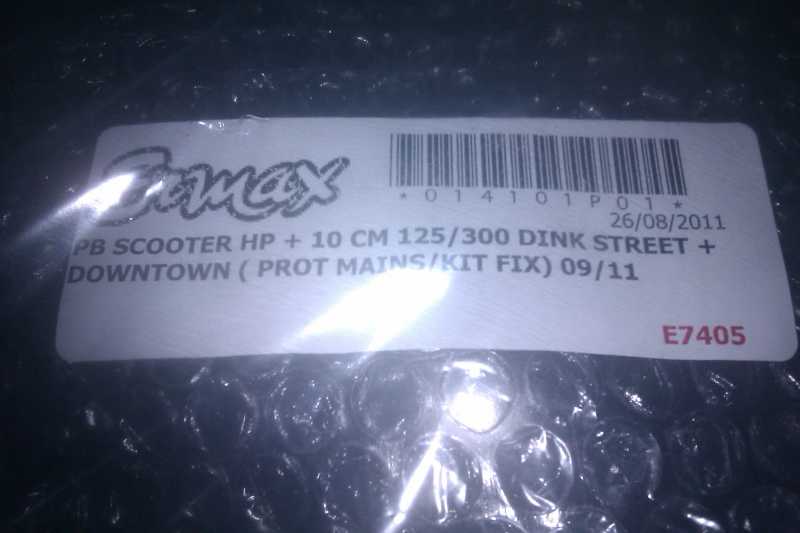 Ermax
*014101P01*
26/08/2011
PB SCOOTER HP + 10 CM 125/300 DINK STREET +
DOWNTOWN ( PROT MAINS/KIT FIX) 09/11
E7405